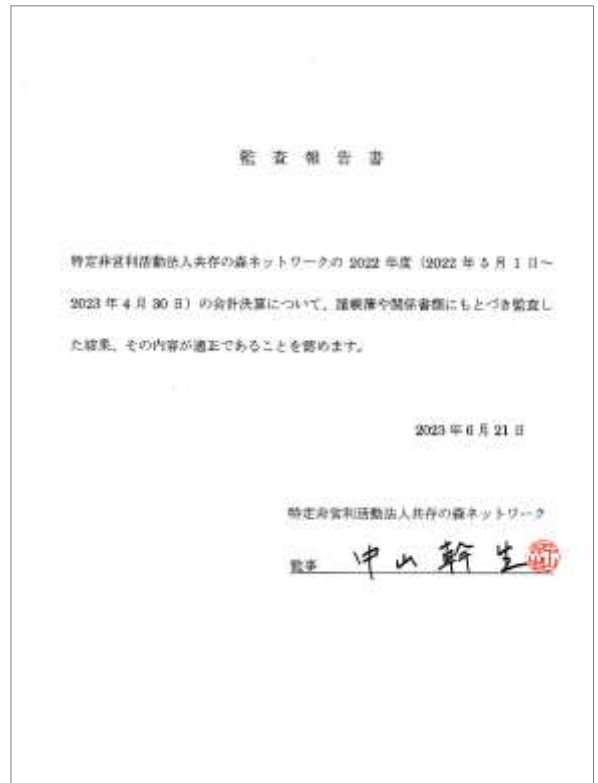 監査報告書
特定非営利活動法人共存の森ネットワークの 2022 年度（2022 年 5 月 1 日～
2023 年 4 月 30 日）の会計決算について、諸帳簿や関係書類にもとづき監査し
た結果、その内容が適正であることを認めます。
2023 年 6 月 21 日
特定非営利活動法人共存の森ネットワーク
監事 中山幹生